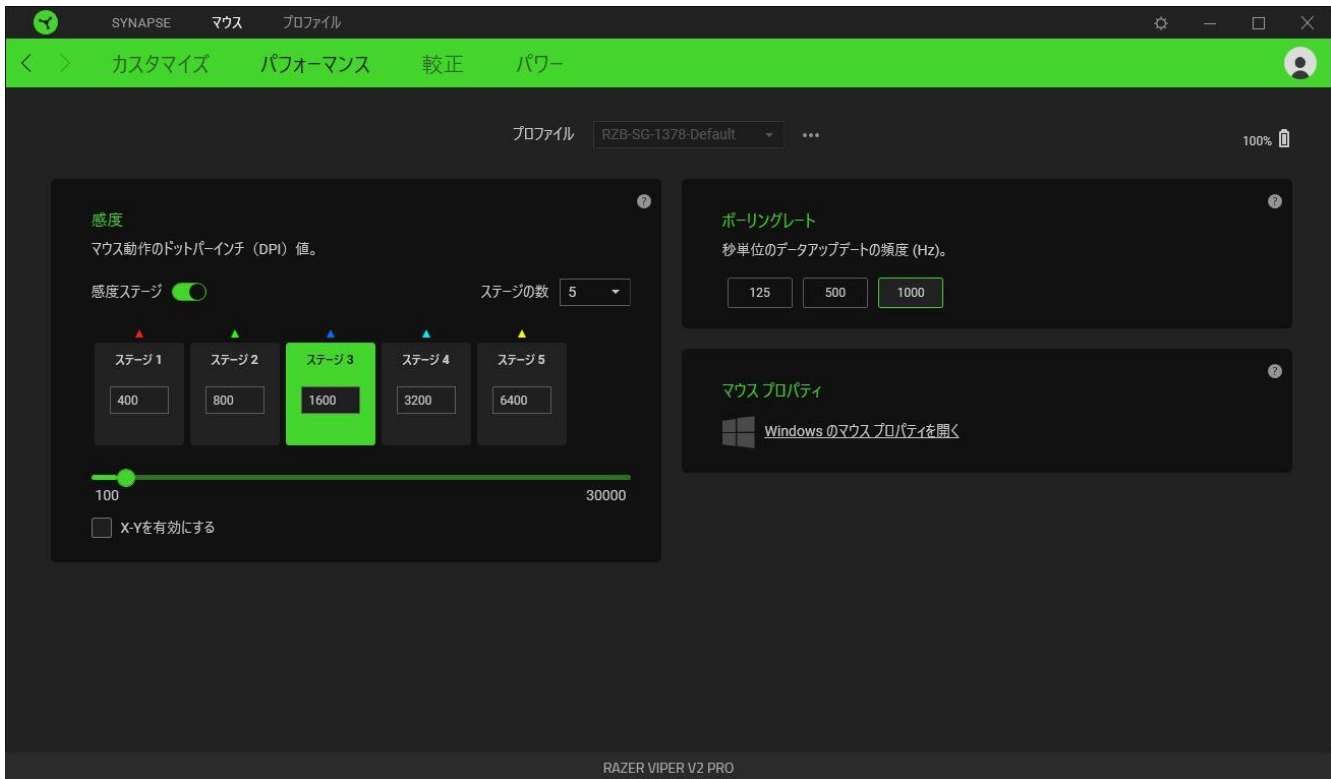 SYNAPSE マウス プロファイル
カスタマイズ パフォーマンス 較正 パワー
プロファイル RZB-SG-1378-Default
100%
感度
マウス動作のドットパーインチ（DPI）値。
感度ステージ ステージの数 5
ステージ 1 ステージ 2 ステージ 3 ステージ 4 ステージ 5
400 800 1600 3200 6400
100 30000
X-Yを有効にする
ポーリングレート
秒単位のデータアップデートの頻度 (Hz)。
125 500 1000
マウス プロパティ
Windows のマウス プロパティを開く
RAZER VIPER V2 PRO